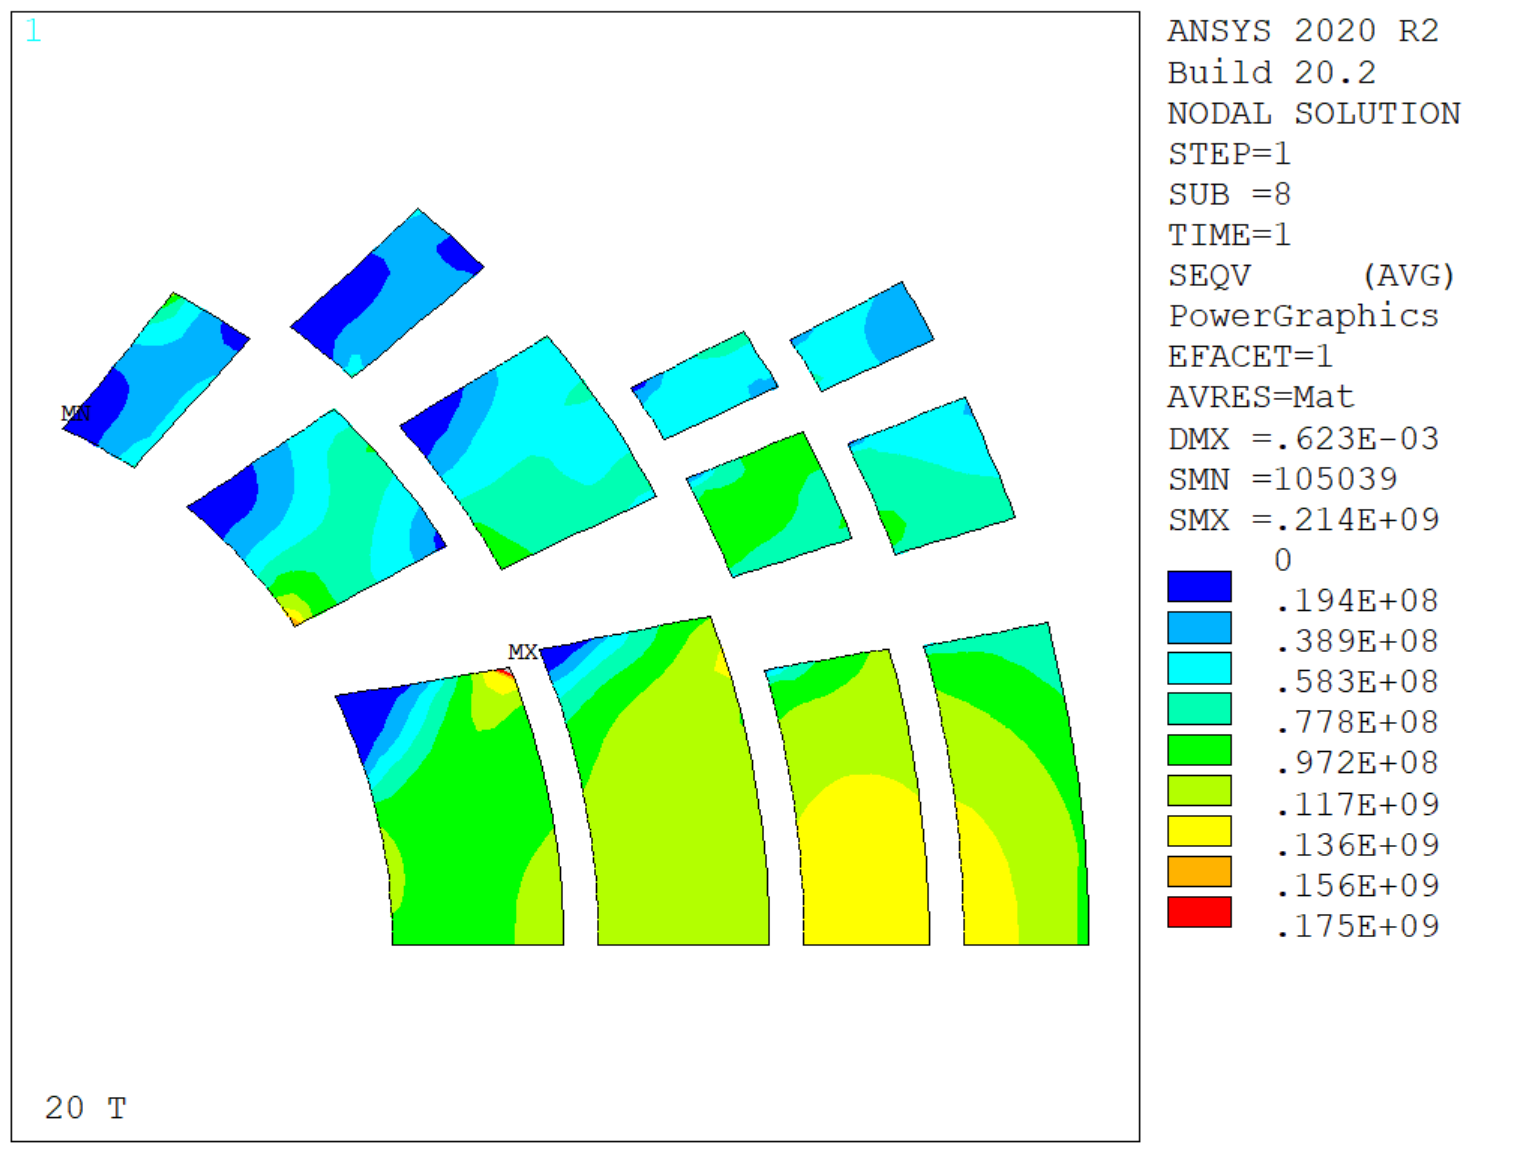 1
ANSYS 2020 R2
Build 20.2
NODAL SOLUTION
STEP=1
SUB =8
TIME=1
SEQV (AVG)
PowerGraphics
EFACET=1
AVRES=Mat
DMX =.623E-03
SMN =105039
SMX =.214E+09
0
.194E+08
.389E+08
.583E+08
.778E+08
.972E+08
.117E+09
.136E+09
.156E+09
.175E+09
MN
MX
20 T